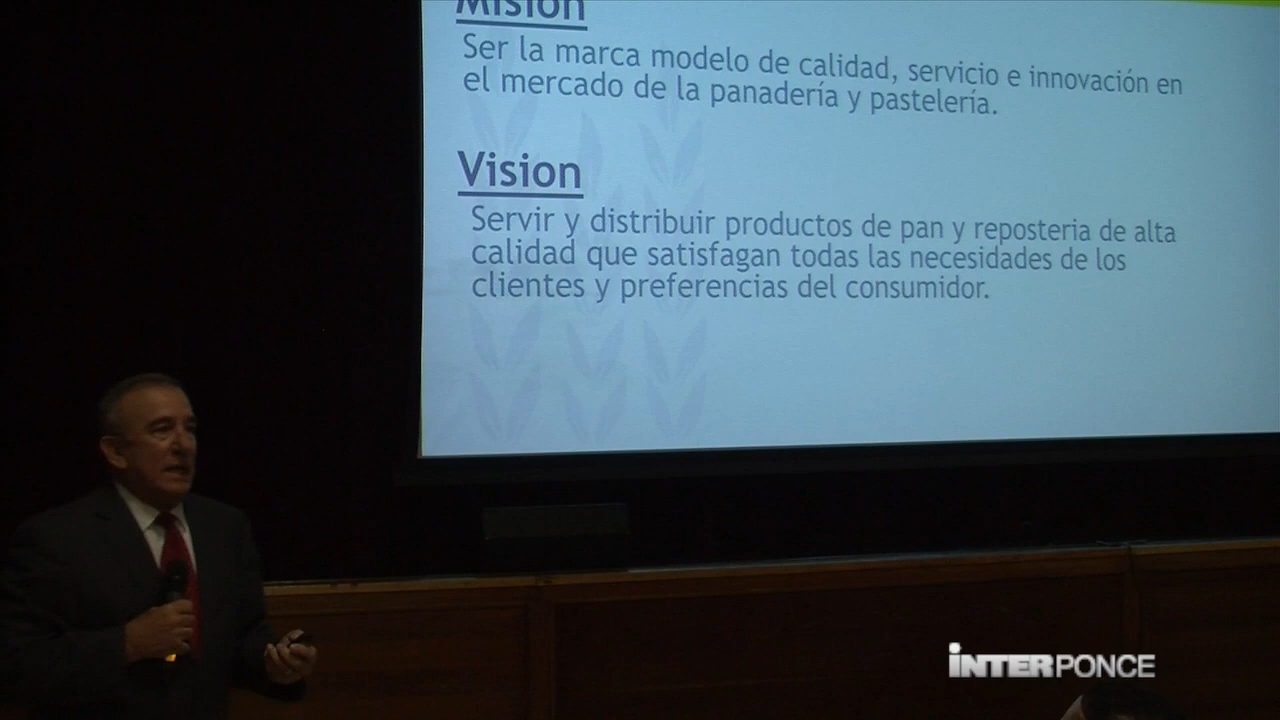 Misión
Ser la marca modelo de calidad, servicio e innovación en
el mercado de la panadería y pastelería.
Vision
Servir y distribuir productos de pan y reposteria de alta
calidad que satisfagan todas las necesidades de los
clientes y preferencias del consumidor.
INTERPONCE